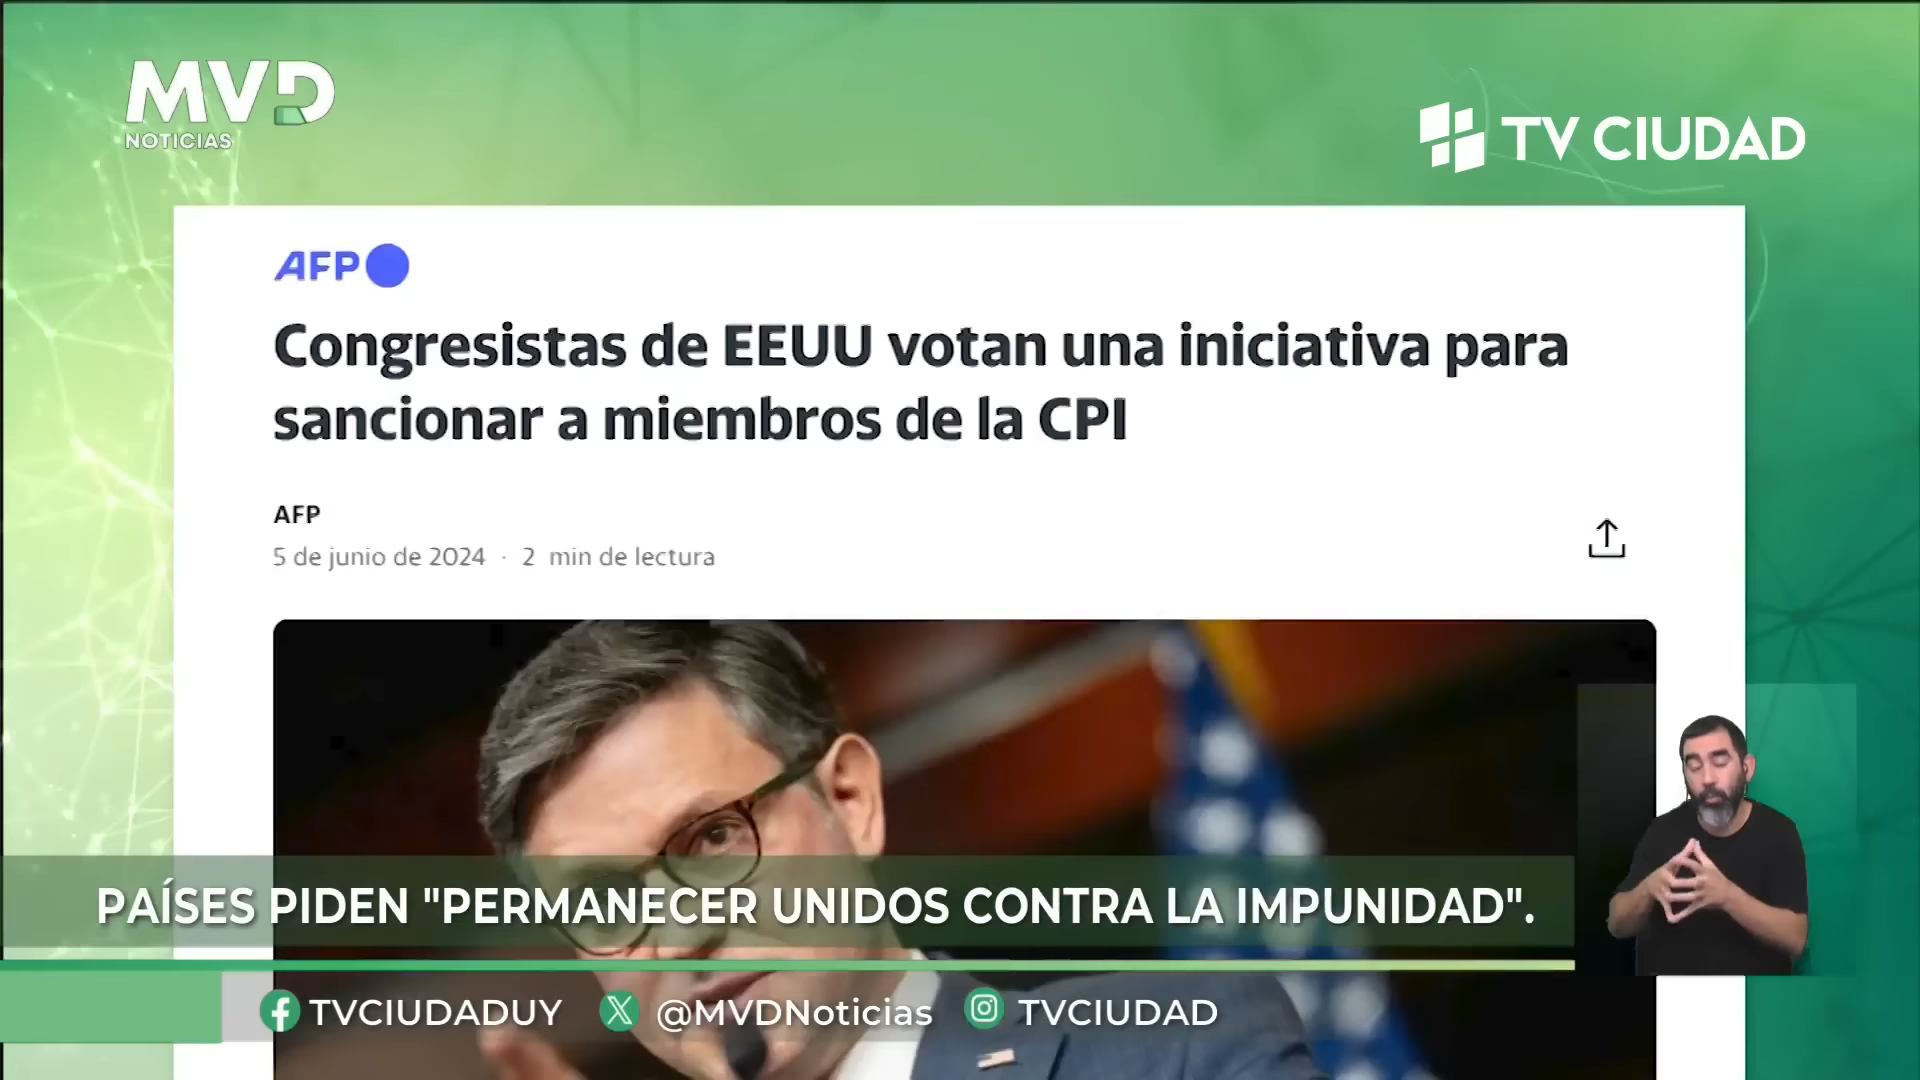 MVD
NOTICIAS
TV CIUDAD
AFP
Congresistas de EEUU votan una iniciativa para
sancionar a miembros de la CPI
AFP
5 de junio de 2024 · 2 min de lectura
PAÍSES PIDEN "PERMANECER UNIDOS CONTRA LA IMPUNIDAD".
TVCIUDADUY @MVDNoticias TVCIUDAD